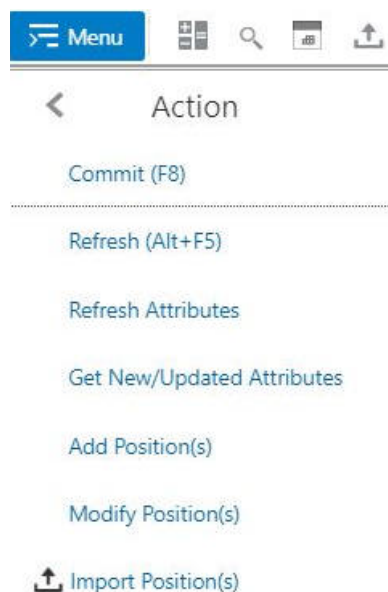 Menu
Action
Commit (F8)
Refresh (Alt+F5)
Refresh Attributes
Get New/Updated Attributes
Add Position(s)
Modify Position(s)
Import Position(s)